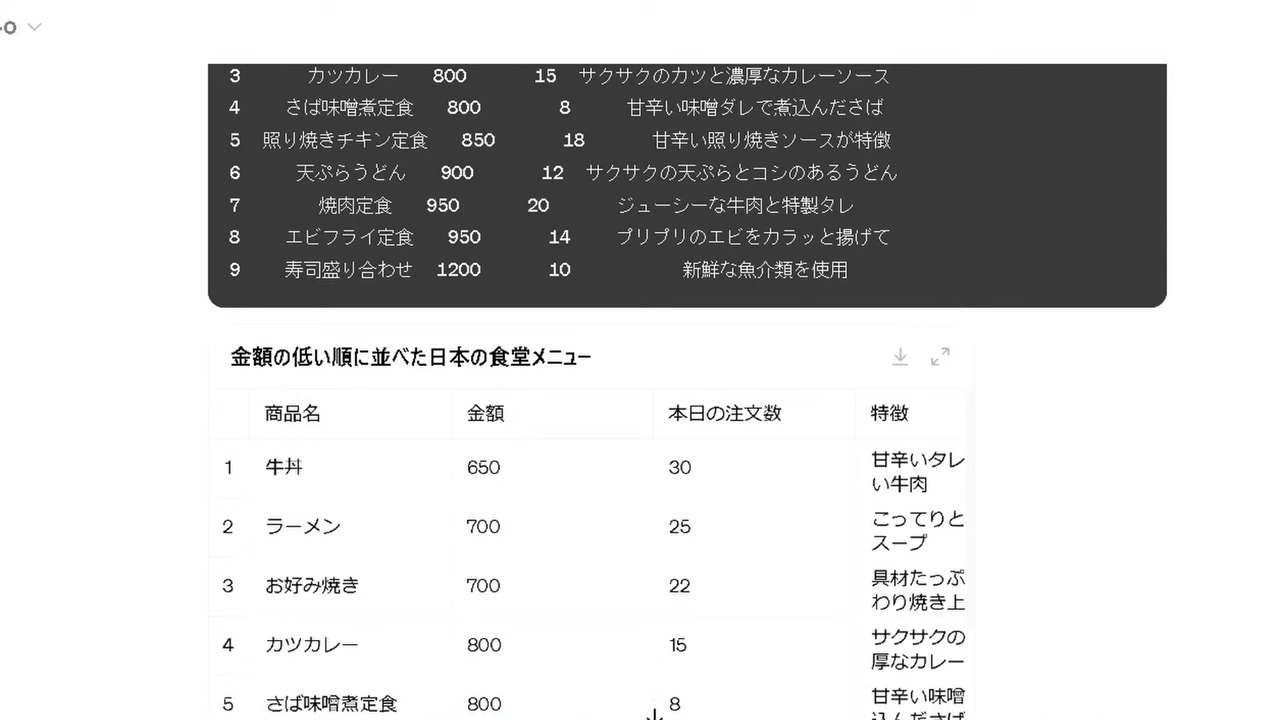 -o
3 カツカレー 800 15 サクサクのカツと濃厚なカレーソース
4 さば味噌煮定食 800 8 甘辛い味噌ダレで煮込んださば
5 照り焼きチキン定食 850 18 甘辛い照り焼きソースが特徴
6 天ぷらうどん 900 12 サクサクの天ぷらとコシのあるうどん
7 焼肉定食 950 20 ジューシーな牛肉と特製タレ
8 エビフライ定食 950 14 プリプリのエビをカラッと揚げて
9 寿司盛り合わせ 1200 10 新鮮な魚介類を使用
金額の低い順に並べた日本の食堂メニュー
商品名 金額 本日の注文数 特徴
1 牛丼 650 30 甘辛いタレ
い牛肉
2 ラーメン 700 25 こってりと
スープ
3 お好み焼き 700 22 具材たっぷ
わり焼き上
4 カツカレー 800 15 サクサクの
厚なカレー
5 さば味噌煮定食 800 8 甘辛い味噌
込んださば